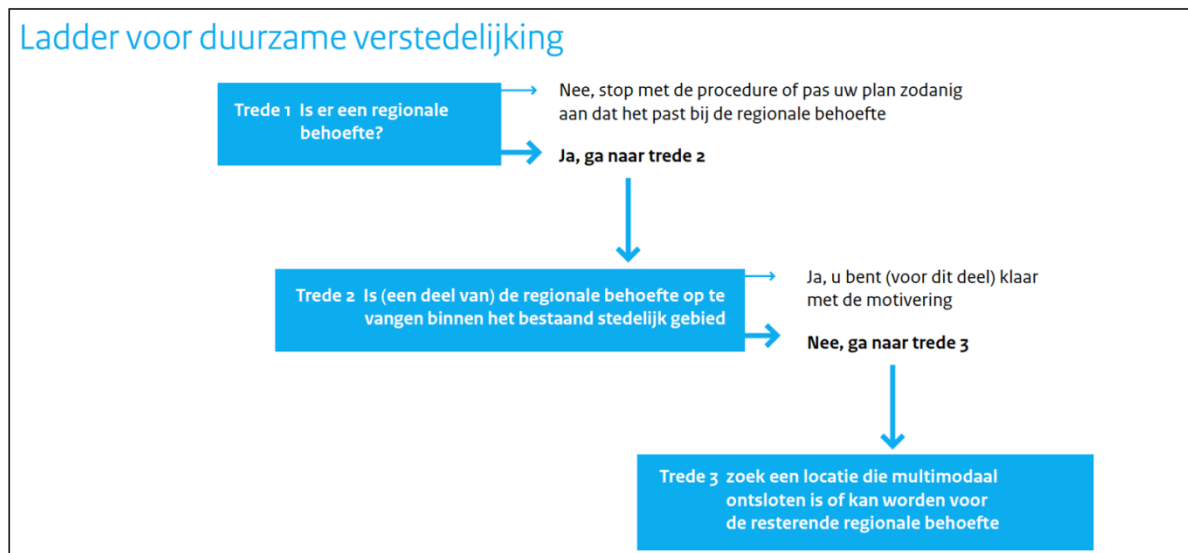 Ladder voor duurzame verstedelijking
Trede 1 Is er een regionale
behoefte?
Nee, stop met de procedure of pas uw plan zodanig
aan dat het past bij de regionale behoefte
Ja, ga naar trede 2
Trede 2 Is (een deel van) de regionale behoefte op te
vangen binnen het bestaand stedelijk gebied
Ja, u bent (voor dit deel) klaar
met de motivering
Nee, ga naar trede 3
Trede 3 zoek een locatie die multimodaal
ontsloten is of kan worden voor
de resterende regionale behoefte